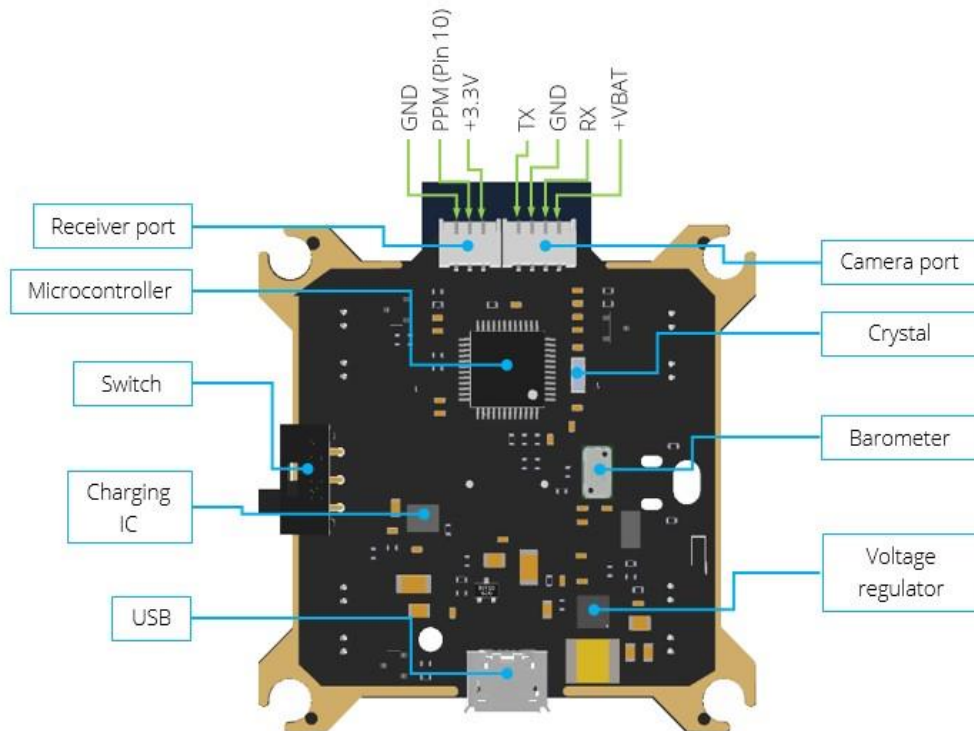 GND
PPM (Pin 10)
+3.3V
TX
GND
RX
+VBAT
Receiver port
Camera port
Microcontroller
Crystal
Switch
Barometer
Charging
IC
Voltage
regulator
USB